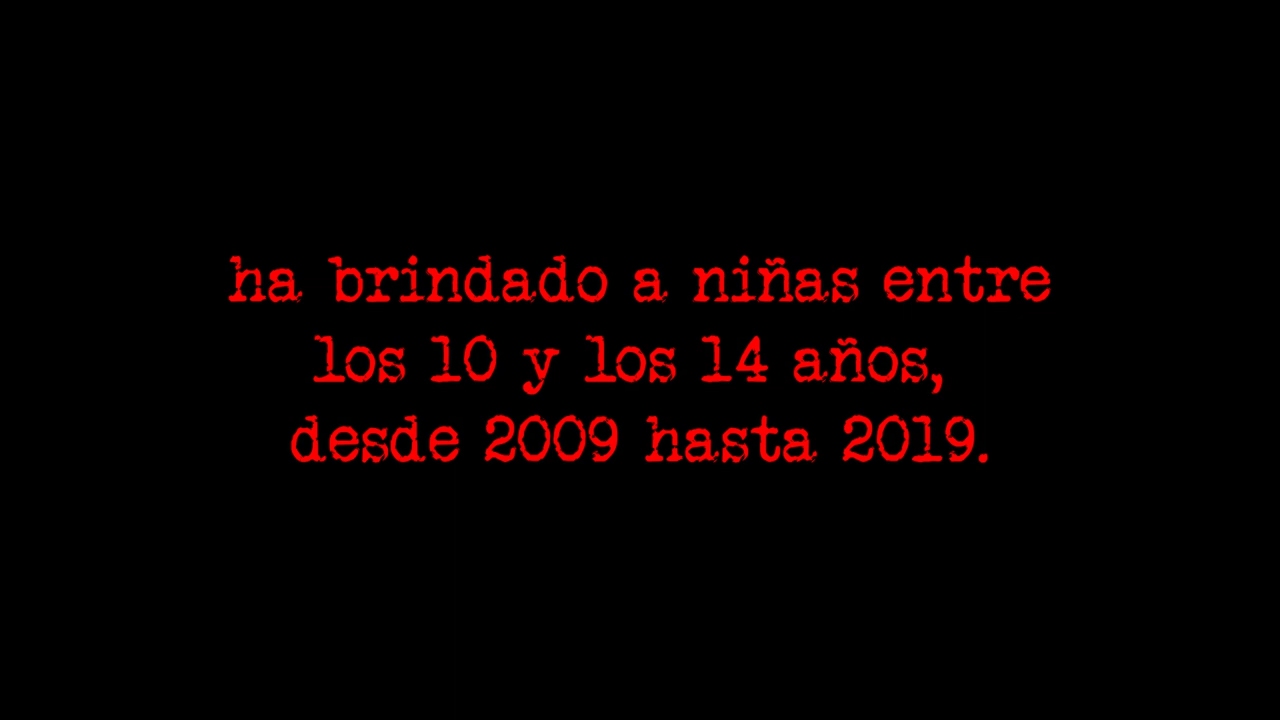 ha brindado a niñas entre
los 10 y los 14 años,
desde 2009 hasta 2019.